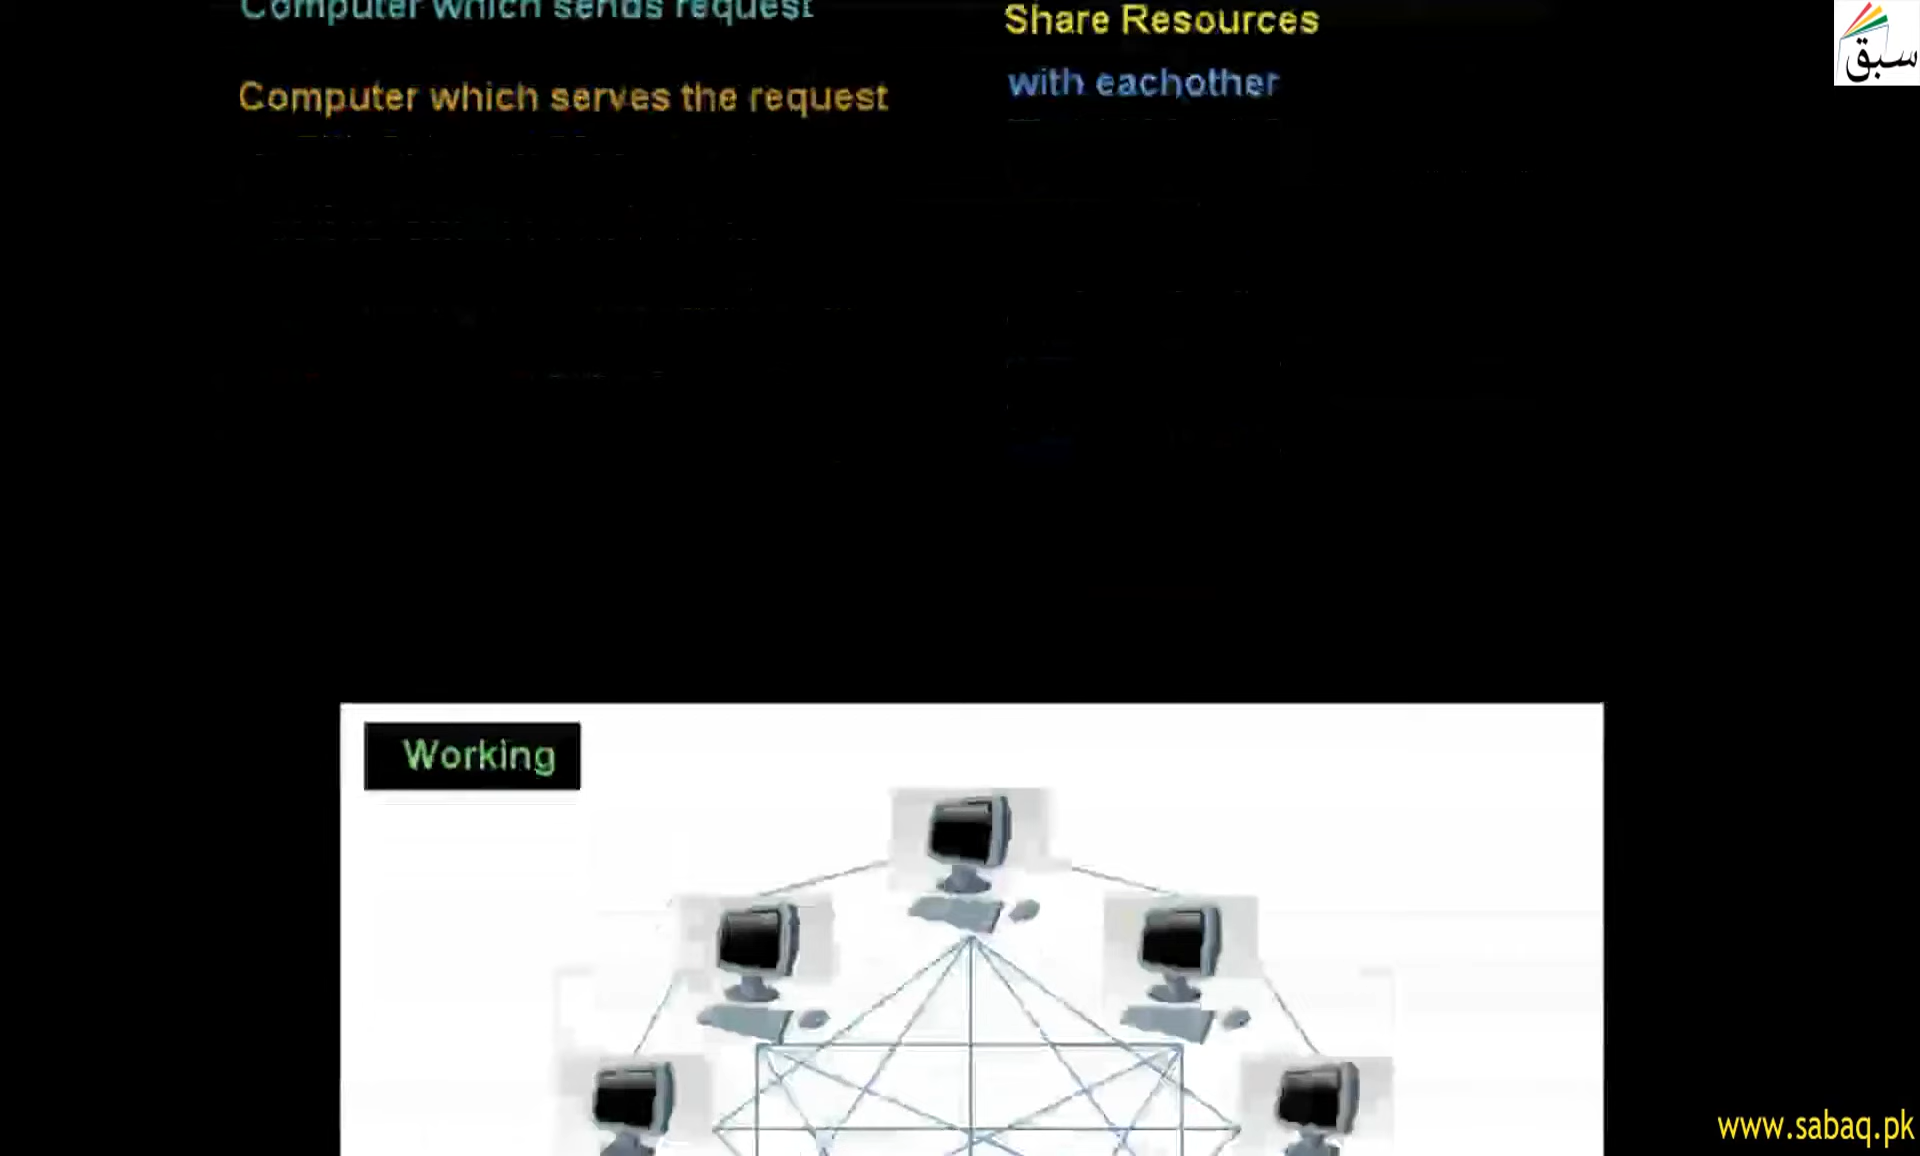 Computer which sends request
Computer which serves the request
Share Resources
with eachother
سبق
Working
www.sabaq.pk